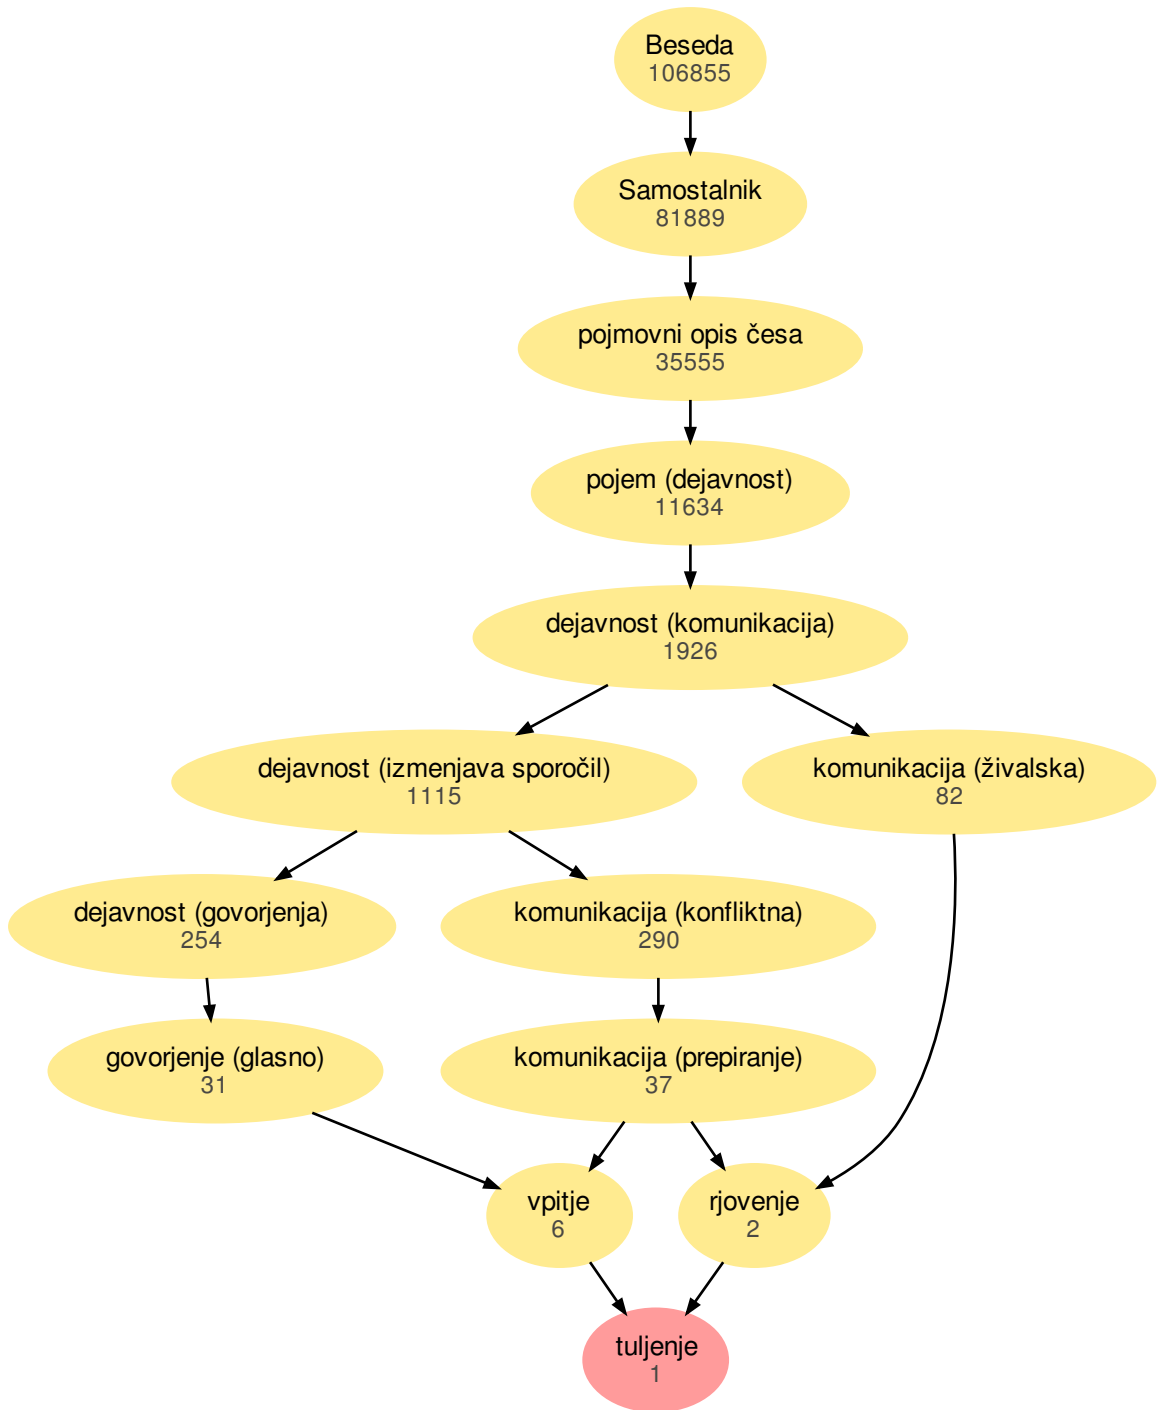 Beseda
106855
Samostalnik
81889
pojmovni opis česa
35555
pojem (dejavnost)
11634
dejavnost (komunikacija)
1926
dejavnost (izmenjava sporočil)
1115
komunikacija (živalska)
82
dejavnost (govorjenja)
254
komunikacija (konfliktna)
290
govorjenje (glasno)
31
komunikacija (prepiranje)
37
vpitje
6
rjovenje
2
tuljenje
1